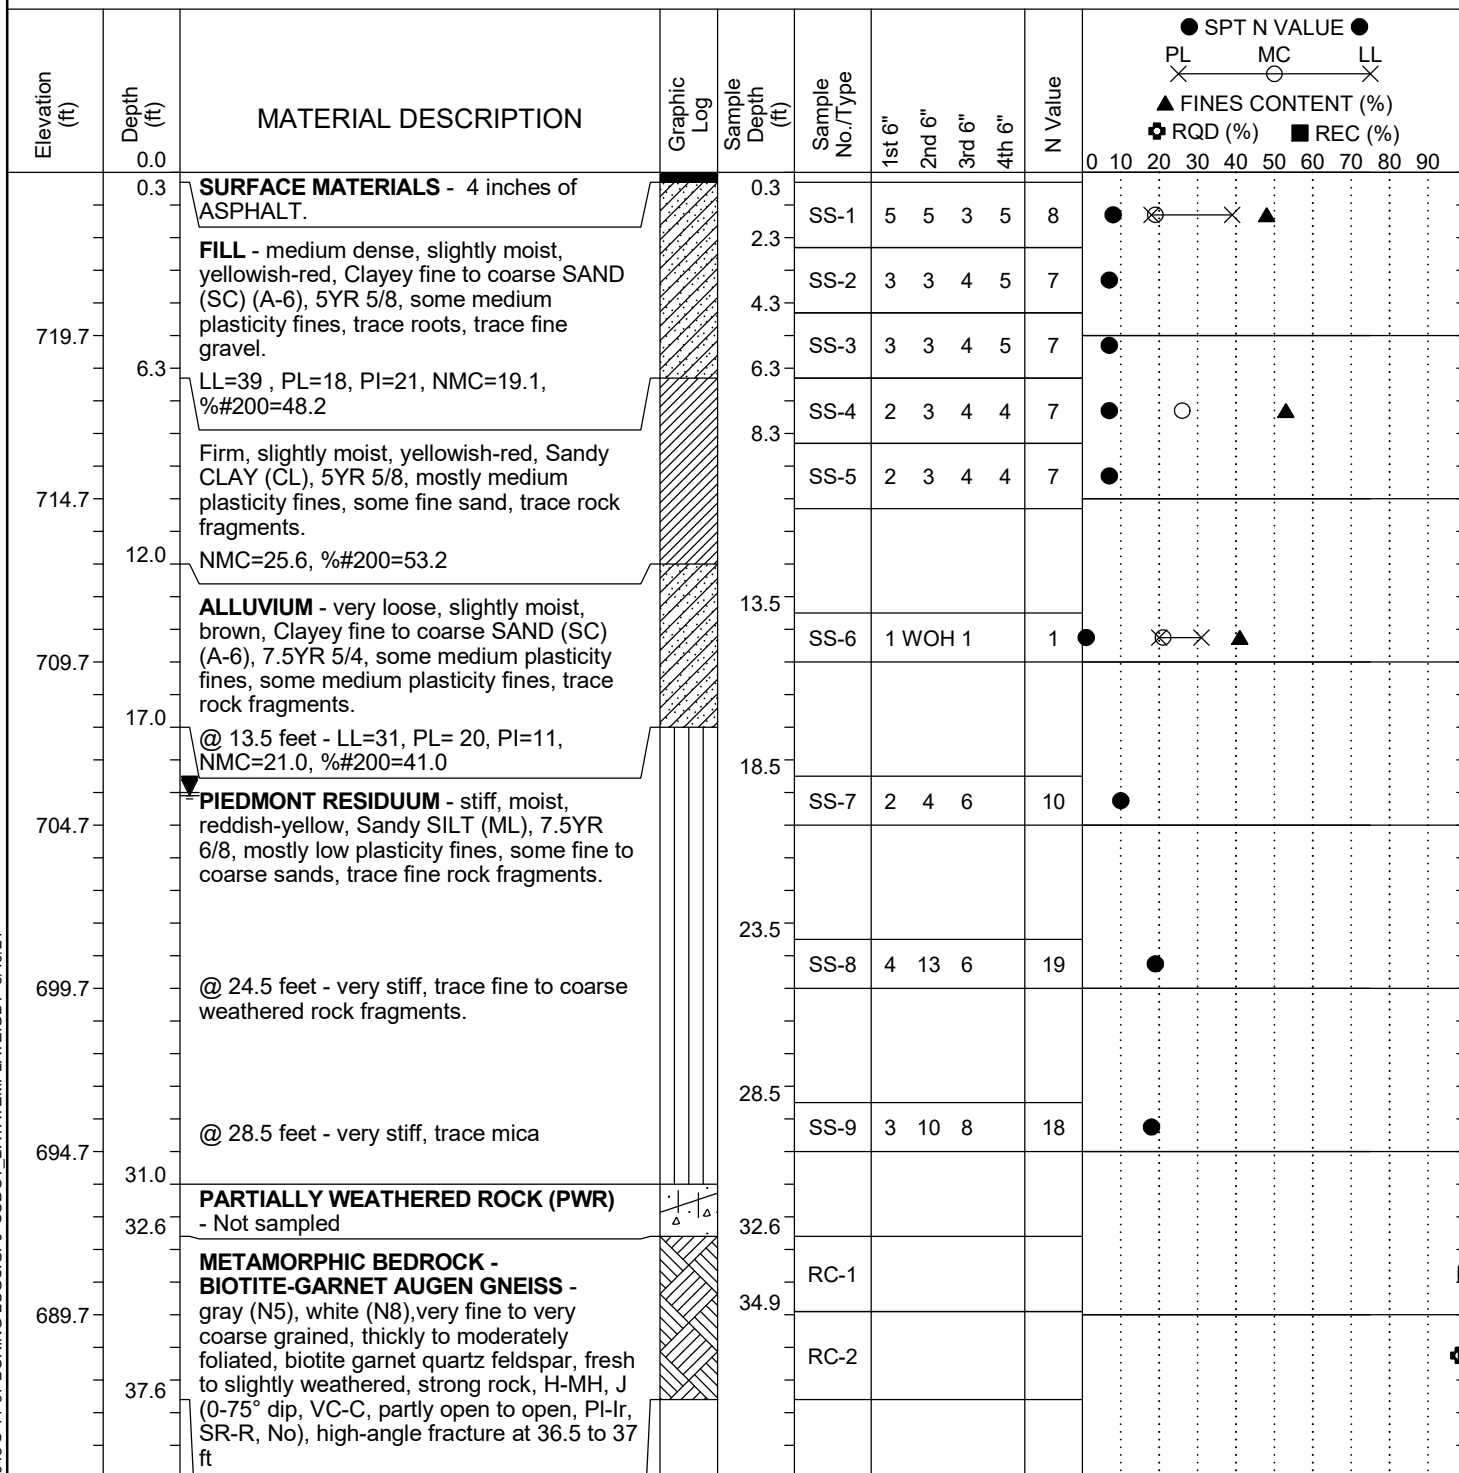 ● SPT N VALUE ●
PL MC LL
▲ FINES CONTENT (%)
RQD (%) ■ REC (%)
0 10 20 30 40 50 60 70 80 90
Elevation (ft)
Depth (ft)
MATERIAL DESCRIPTION
Graphic Log
Sample Depth (ft)
Sample No./Type
1st 6"
2nd 6"
3rd 6"
4th 6"
N Value
0.0
0.3 SURFACE MATERIALS - 4 inches of
ASPHALT.
0.3
SS-1 5 5 3 5 8
2.3
FILL - medium dense, slightly moist,
yellowish-red, Clayey fine to coarse SAND
(SC) (A-6), 5YR 5/8, some medium
plasticity fines, trace roots, trace fine
gravel.
SS-2 3 3 4 5 7
4.3
719.7
SS-3 3 3 4 5 7
6.3
6.3
LL=39 , PL=18, PI=21, NMC=19.1,
%#200=48.2
SS-4 2 3 4 4 7
8.3
Firm, slightly moist, yellowish-red, Sandy
CLAY (CL), 5YR 5/8, mostly medium
plasticity fines, some fine sand, trace rock
fragments.
SS-5 2 3 4 4 7
714.7
12.0 NMC=25.6, %#200=53.2
13.5
ALLUVIUM - very loose, slightly moist,
brown, Clayey fine to coarse SAND (SC)
(A-6), 7.5YR 5/4, some medium plasticity
fines, some medium plasticity fines, trace
rock fragments.
SS-6 1 WOH 1 1
709.7
17.0
@ 13.5 feet - LL=31, PL= 20, PI=11,
NMC=21.0, %#200=41.0
18.5
PIEDMONT RESIDUUM - stiff, moist,
reddish-yellow, Sandy SILT (ML), 7.5YR
6/8, mostly low plasticity fines, some fine to
coarse sands, trace fine rock fragments.
SS-7 2 4 6 10
704.7
23.5
SS-8 4 13 6 19
699.7
@ 24.5 feet - very stiff, trace fine to coarse
weathered rock fragments.
28.5
@ 28.5 feet - very stiff, trace mica
SS-9 3 10 8 18
694.7
31.0
PARTIALLY WEATHERED ROCK (PWR)
- Not sampled
32.6
32.6
METAMORPHIC BEDROCK -
BIOTITE-GARNET AUGEN GNEISS -
gray (N5), white (N8),very fine to very
coarse grained, thickly to moderately
foliated, biotite garnet quartz feldspar, fresh
to slightly weathered, strong rock, H-MH, J
(0-75° dip, VC-C, partly open to open, Pl-Ir,
SR-R, No), high-angle fracture at 36.5 to 37
ft
RC-1
34.9
689.7
RC-2
37.6